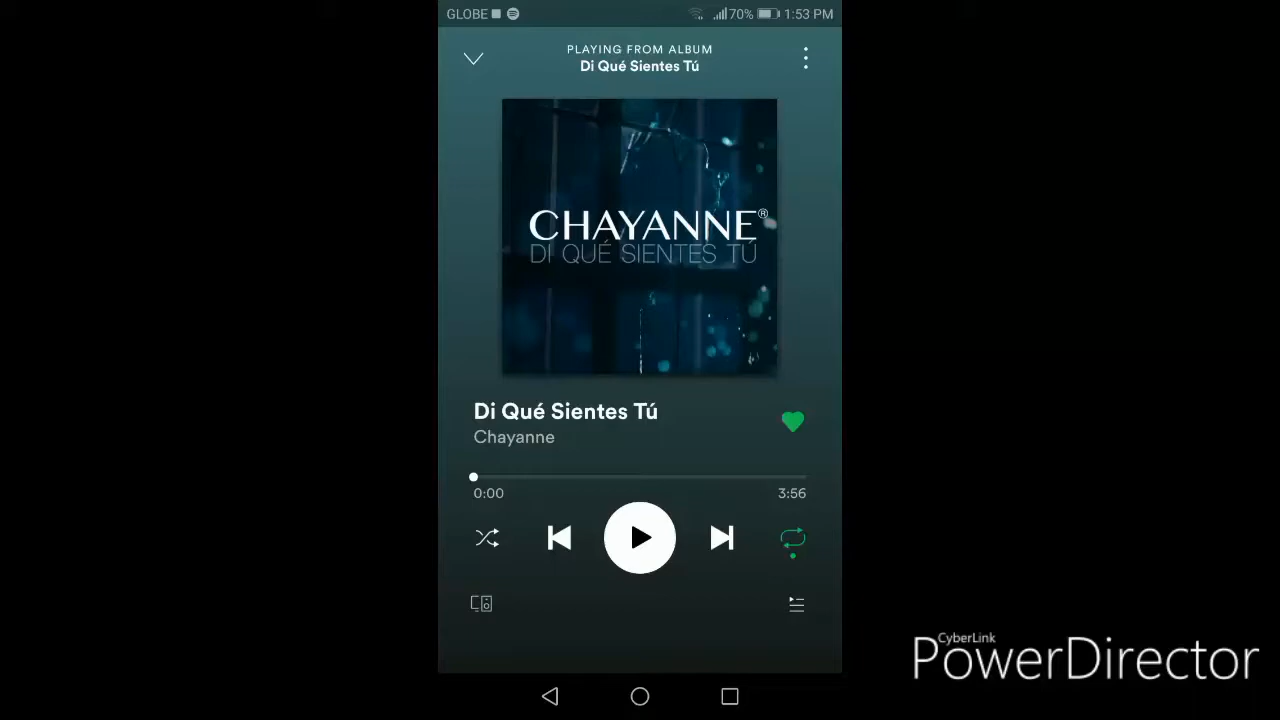 GLOBE 70% 1:53 PM
PLAYING FROM ALBUM
Di Qué Sientes Tú
CHAYANNE®
DI QUÉ SIENTES TÚ
Di Qué Sientes Tú
Chayanne
0:00 3:56
CyberLink
PowerDirector